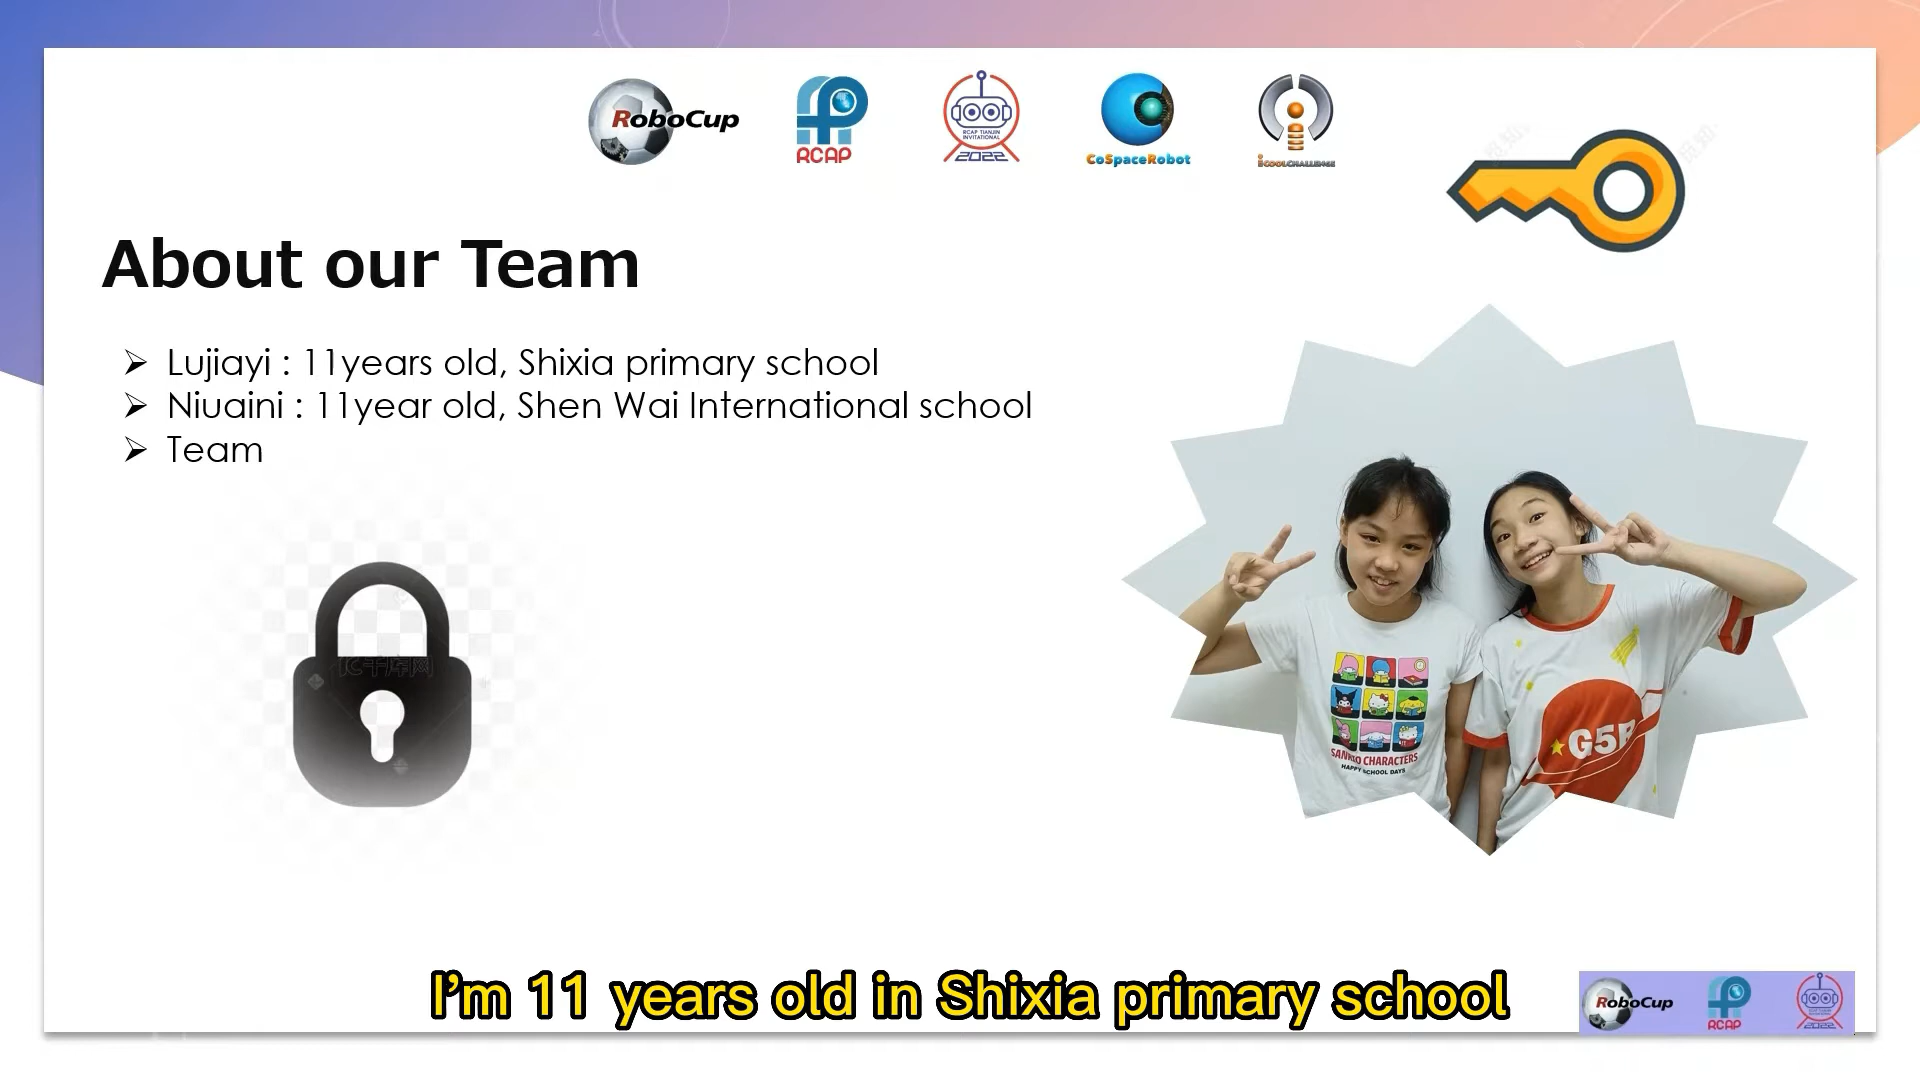 RoboCup
RCAP
RCAP TIANJIN
INVITATIONAL
2022
CoSpaceRobot
iCOOLCHALLENGE
About our Team
Lujiayi : 11years old, Shixia primary school
Niuaini : 11year old, Shen Wai International school
Team
SANRIO CHARACTERS
HAPPY SCHOOL DAYS
I'm 11 years old in Shixia primary school
RoboCup
RCAP
2022